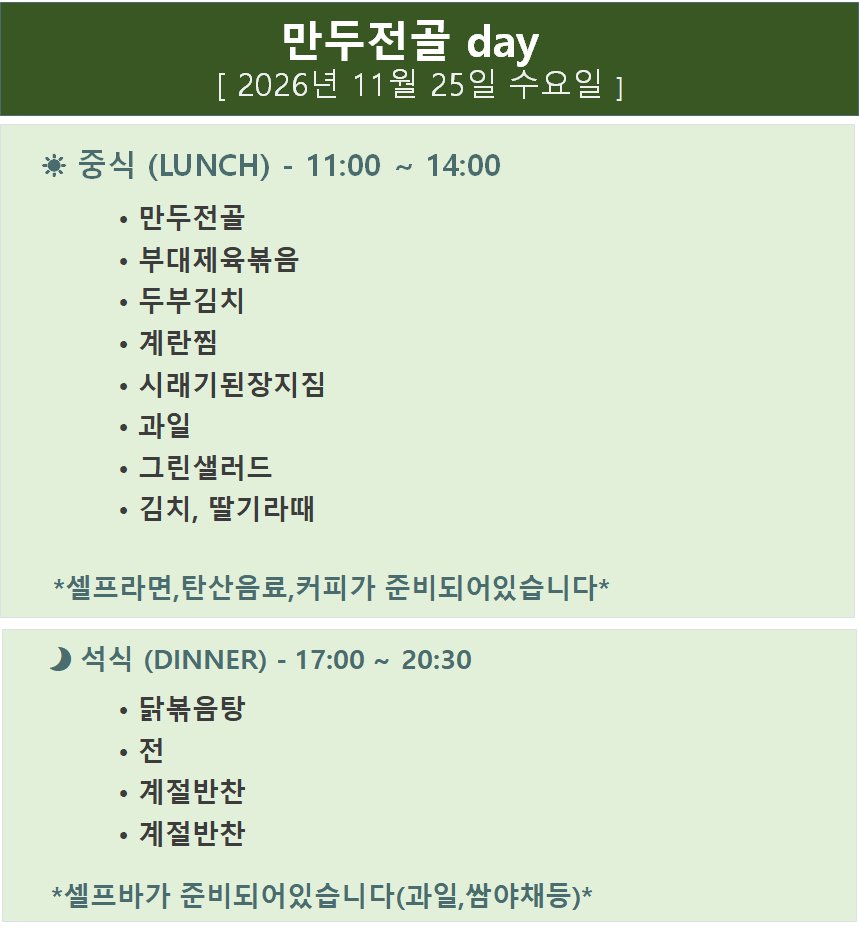 만두전골 day
[ 2026년 11월 25일 수요일 ]
☀ 중식 (LUNCH) - 11:00 ~ 14:00
• 만두전골
• 부대제육볶음
• 두부김치
• 계란찜
• 시래기된장지짐
• 과일
• 그린샐러드
• 김치, 딸기라때
*셀프라면,탄산음료,커피가 준비되어있습니다*
🌙 석식 (DINNER) - 17:00 ~ 20:30
• 닭볶음탕
• 전
• 계절반찬
• 계절반찬
*셀프바가 준비되어있습니다(과일,쌈야채등)*